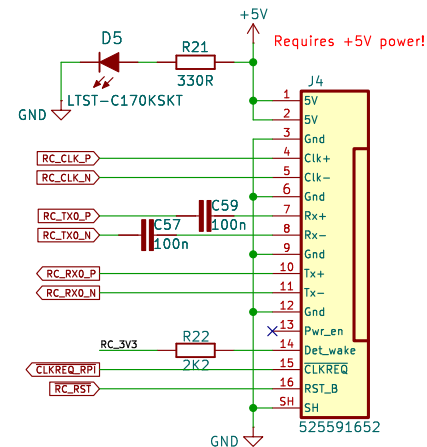 +5V
D5
R21
Requires +5V power!
330R
LTST-C170KSKT
GND
J4
1 5V
2 5V
3 Gnd
RC_CLK_P 4 Clk+
RC_CLK_N 5 Clk-
6 Gnd
RC_TX0_P C59 7 Rx+
100n
RC_TX0_N C57 8 Rx-
100n
9 Gnd
RC_RX0_P 10 Tx+
RC_RX0_N 11 Tx-
12 Gnd
13 Pwr_en
R22
RC_3V3 14 Det_wake
2K2
CLKREQ_RPI 15 CLKREQ
RC_RST 16 RST_B
SH SH
525591652
GND